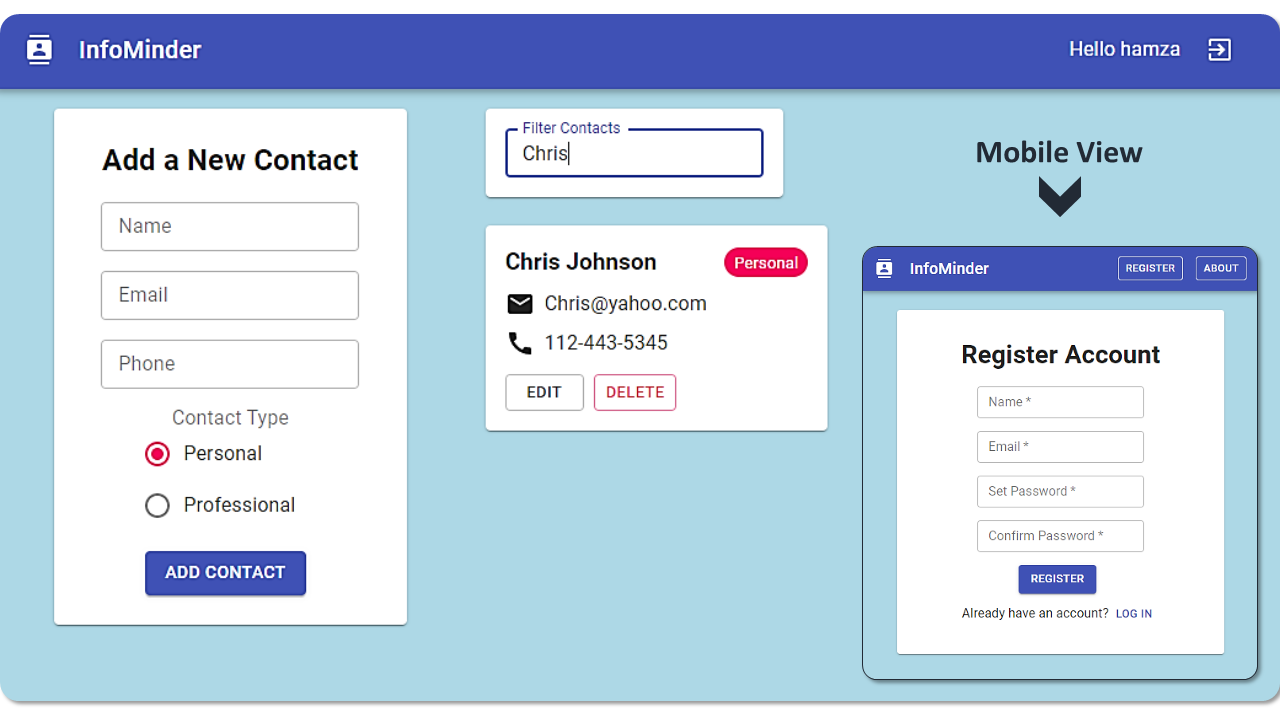 InfoMinder
Hello hamza
Add a New Contact
Name
Email
Phone
Contact Type
Personal
Professional
ADD CONTACT
Filter Contacts
Chris
Chris Johnson
Personal
Chris@yahoo.com
112-443-5345
EDIT DELETE
Mobile View
InfoMinder
REGISTER ABOUT
Register Account
Name *
Email *
Set Password *
Confirm Password *
REGISTER
Already have an account? LOG IN